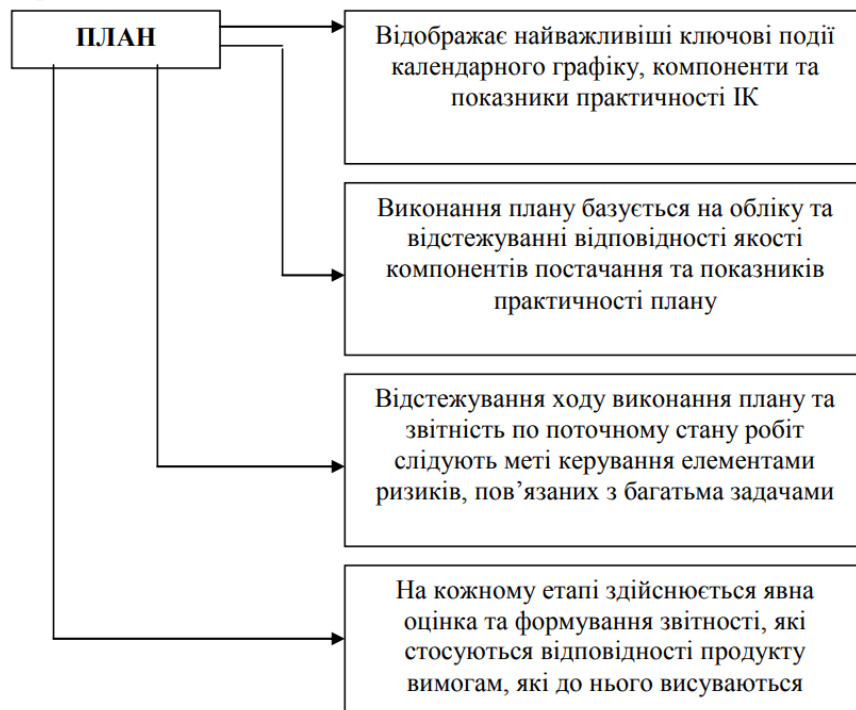 ПЛАН
Відображає найважливіші ключові події
календарного графіку, компоненти та
показники практичності ІК
Виконання плану базується на обліку та
відстежуванні відповідності якості
компонентів постачання та показників
практичності плану
Відстежування ходу виконання плану та
звітність по поточному стану робіт
слідують меті керування елементами
ризиків, пов’язаних з багатьма задачами
На кожному етапі здійснюється явна
оцінка та формування звітності, які
стосуються відповідності продукту
вимогам, які до нього висуваються